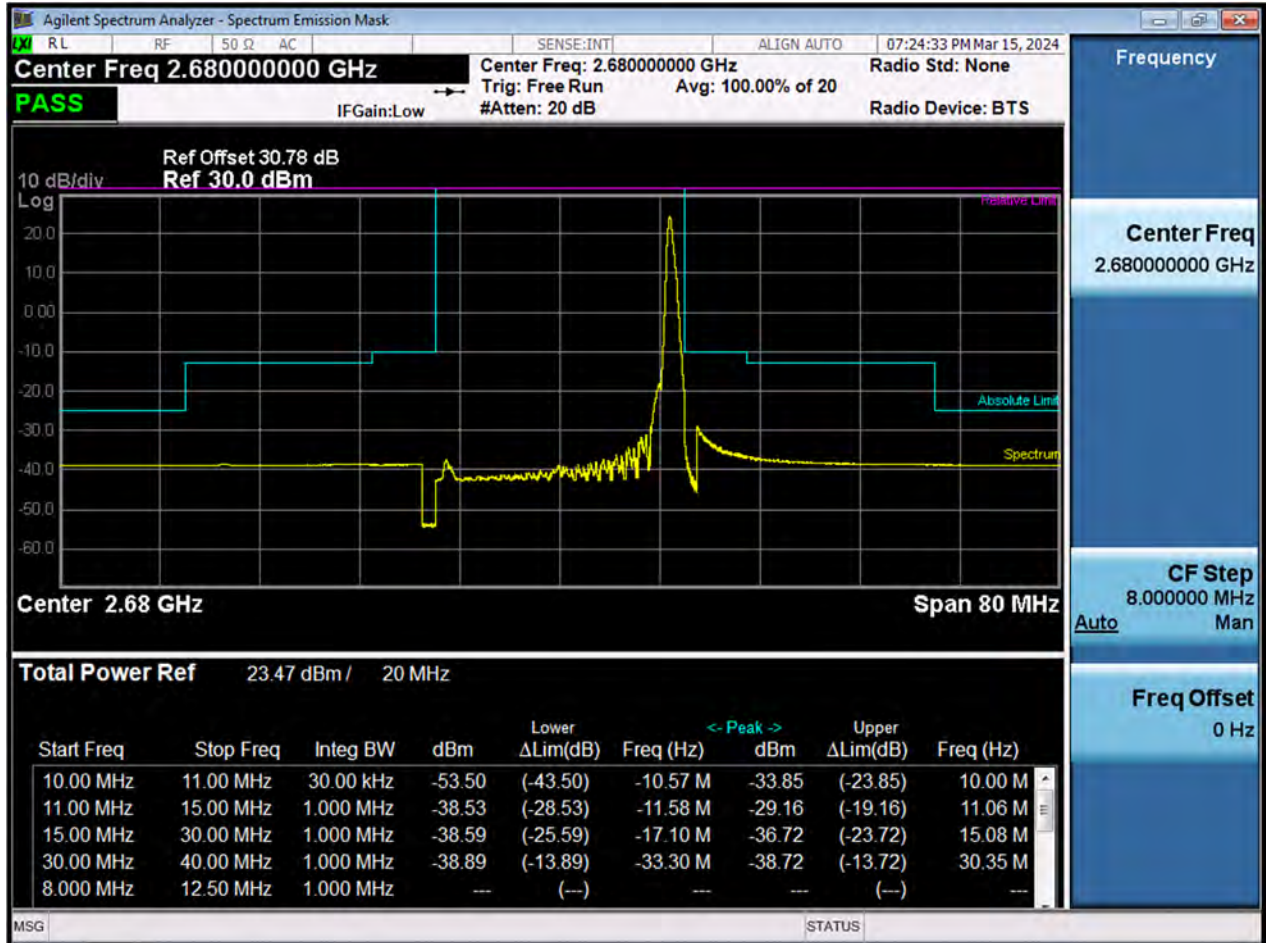 Agilent Spectrum Analyzer - Spectrum Emission Mask
LXI RL RF 50 Ω AC SENSE:INT ALIGN AUTO 07:24:33 PM Mar 15, 2024
Center Freq 2.680000000 GHz
PASS
IFGain:Low
Center Freq: 2.680000000 GHz
Trig: Free Run Avg: 100.00% of 20
#Atten: 20 dB
Radio Std: None
Radio Device: BTS
Ref Offset 30.78 dB
10 dB/div Ref 30.0 dBm
Log
Relative Limit
20.0
10.0
0.00
-10.0
-20.0
Absolute Limit
-30.0
Spectrum
-40.0
-50.0
-60.0
Center 2.68 GHz Span 80 MHz
Total Power Ref 23.47 dBm / 20 MHz
Lower <- Peak -> Upper
Start Freq Stop Freq Integ BW dBm ΔLim(dB) Freq (Hz) dBm ΔLim(dB) Freq (Hz)
10.00 MHz 11.00 MHz 30.00 kHz -53.50 (-43.50) -10.57 M -33.85 (-23.85) 10.00 M
11.00 MHz 15.00 MHz 1.000 MHz -38.53 (-28.53) -11.58 M -29.16 (-19.16) 11.06 M
15.00 MHz 30.00 MHz 1.000 MHz -38.59 (-25.59) -17.10 M -36.72 (-23.72) 15.08 M
30.00 MHz 40.00 MHz 1.000 MHz -38.89 (-13.89) -33.30 M -38.72 (-13.72) 30.35 M
8.000 MHz 12.50 MHz 1.000 MHz --- (---) --- --- (---) ---
MSG STATUS
Frequency
Center Freq
2.680000000 GHz
CF Step
8.000000 MHz
Auto Man
Freq Offset
0 Hz